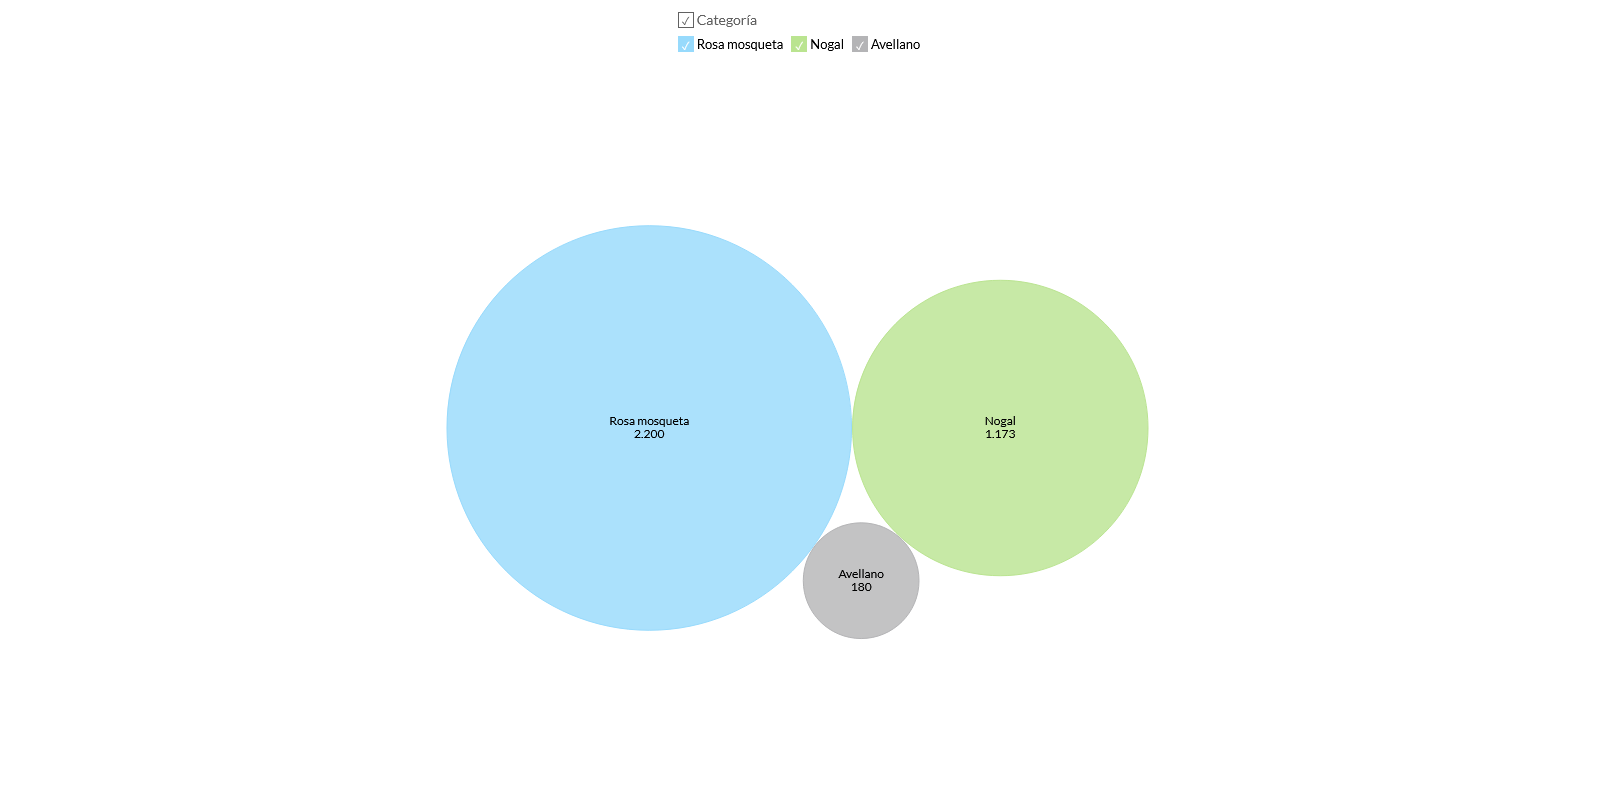 Categoría
Rosa mosqueta Nogal Avellano
Rosa mosqueta
2.200
Nogal
1.173
Avellano
180